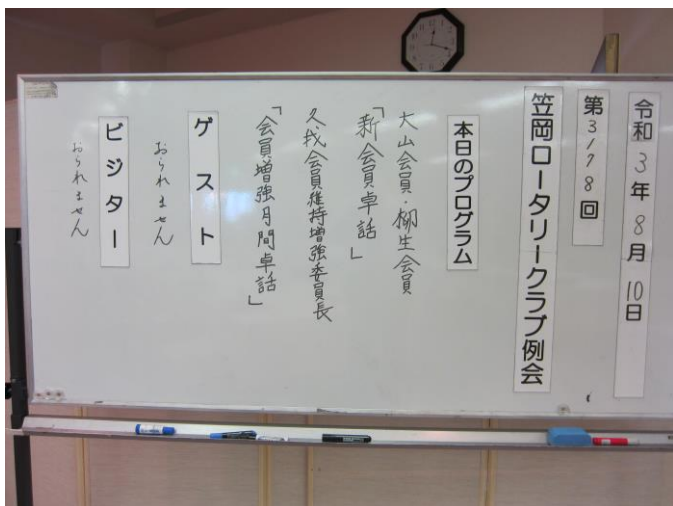 令和3年8月10日
第3178回
笠岡ロータリークラブ例会
本日のプログラム
大山会員・柳生会員
「新会員卓話」
久我会員維持増強委員長
「会員増強月間卓話」
ゲスト
おられません
ビジター
おられません